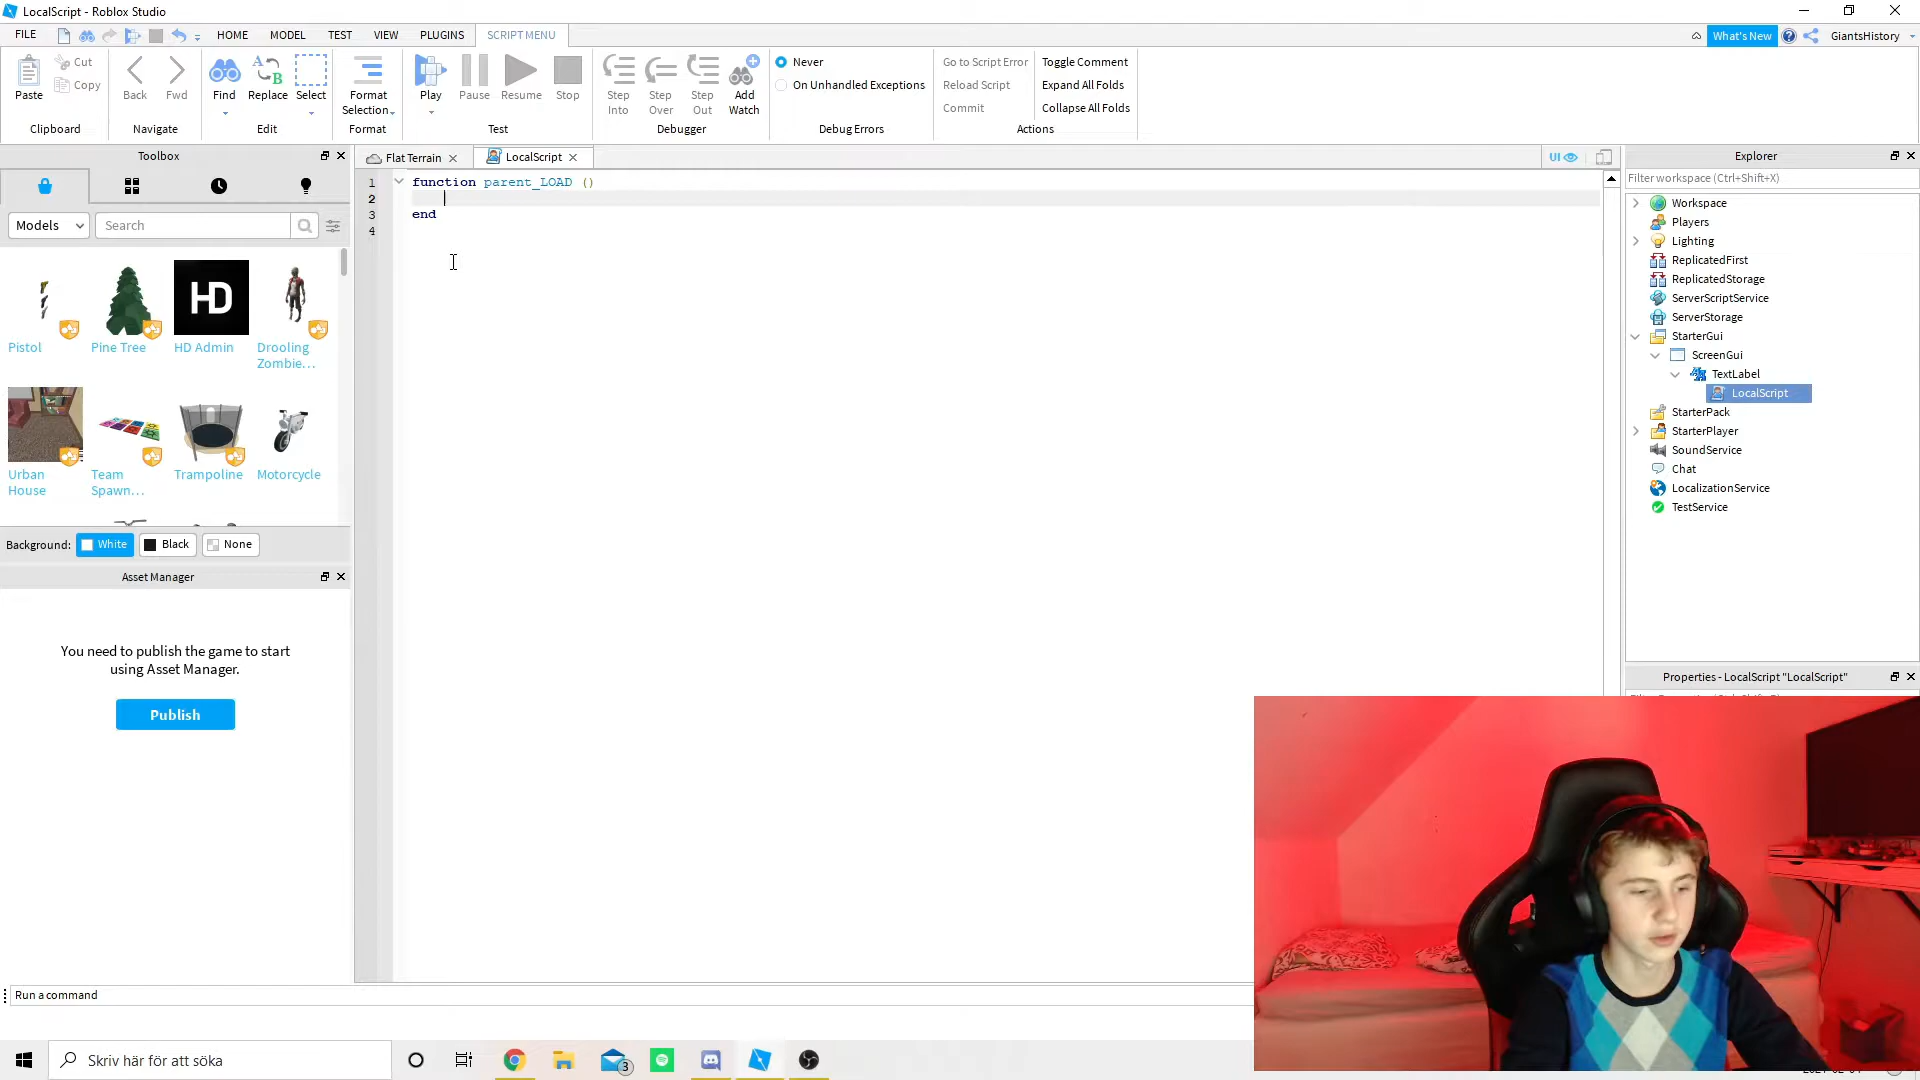 LocalScript - Roblox Studio
FILE HOME MODEL TEST VIEW PLUGINS SCRIPT MENU What's New GiantsHistory
Paste Cut Copy
Clipboard
Back Fwd
Navigate
Find Replace Select
Edit
Format Selection
Format
Play Pause Resume Stop
Test
Step Into Step Over Step Out Add Watch
Debugger
Never
On Unhandled Exceptions
Debug Errors
Go to Script Error
Reload Script
Commit
Toggle Comment
Expand All Folds
Collapse All Folds
Actions
Toolbox
Models Search
HD
Pistol Pine Tree HD Admin Drooling Zombie...
Urban House Team Spawn... Trampoline Motorcycle
Background: White Black None
Asset Manager
You need to publish the game to start
using Asset Manager.
Publish
Flat Terrain LocalScript UI
1 function parent_LOAD ()
2
3 end
4
Explorer
Filter workspace (Ctrl+Shift+X)
Workspace
Players
Lighting
ReplicatedFirst
ReplicatedStorage
ServerScriptService
ServerStorage
StarterGui
ScreenGui
TextLabel
LocalScript
StarterPack
StarterPlayer
SoundService
Chat
LocalizationService
TestService
Properties - LocalScript "LocalScript"
Run a command
Skriv här för att söka
3